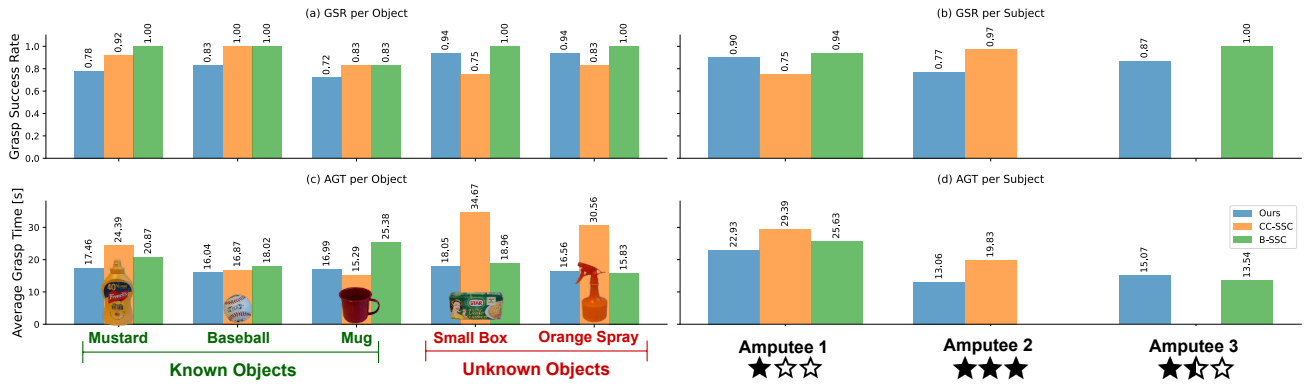 (a) GSR per Object
Grasp Success Rate
1.0
0.8
0.6
0.4
0.2
0.0
0.78
0.92
1.00
0.83
1.00
1.00
0.72
0.83
0.83
0.94
0.75
1.00
0.94
0.83
1.00
(b) GSR per Subject
0.90
0.75
0.94
0.77
0.97
0.87
1.00
(c) AGT per Object
Average Grasp Time [s]
30
20
10
0
17.46
24.39
20.87
16.04
16.87
18.02
16.99
15.29
25.38
18.05
34.67
18.96
16.56
30.56
15.83
Mustard
Baseball
Mug
Small Box
Orange Spray
Known Objects
Unknown Objects
(d) AGT per Subject
22.93
29.39
25.63
13.06
19.83
15.07
13.54
Ours
CC-SSC
B-SSC
Amputee 1
Amputee 2
Amputee 3